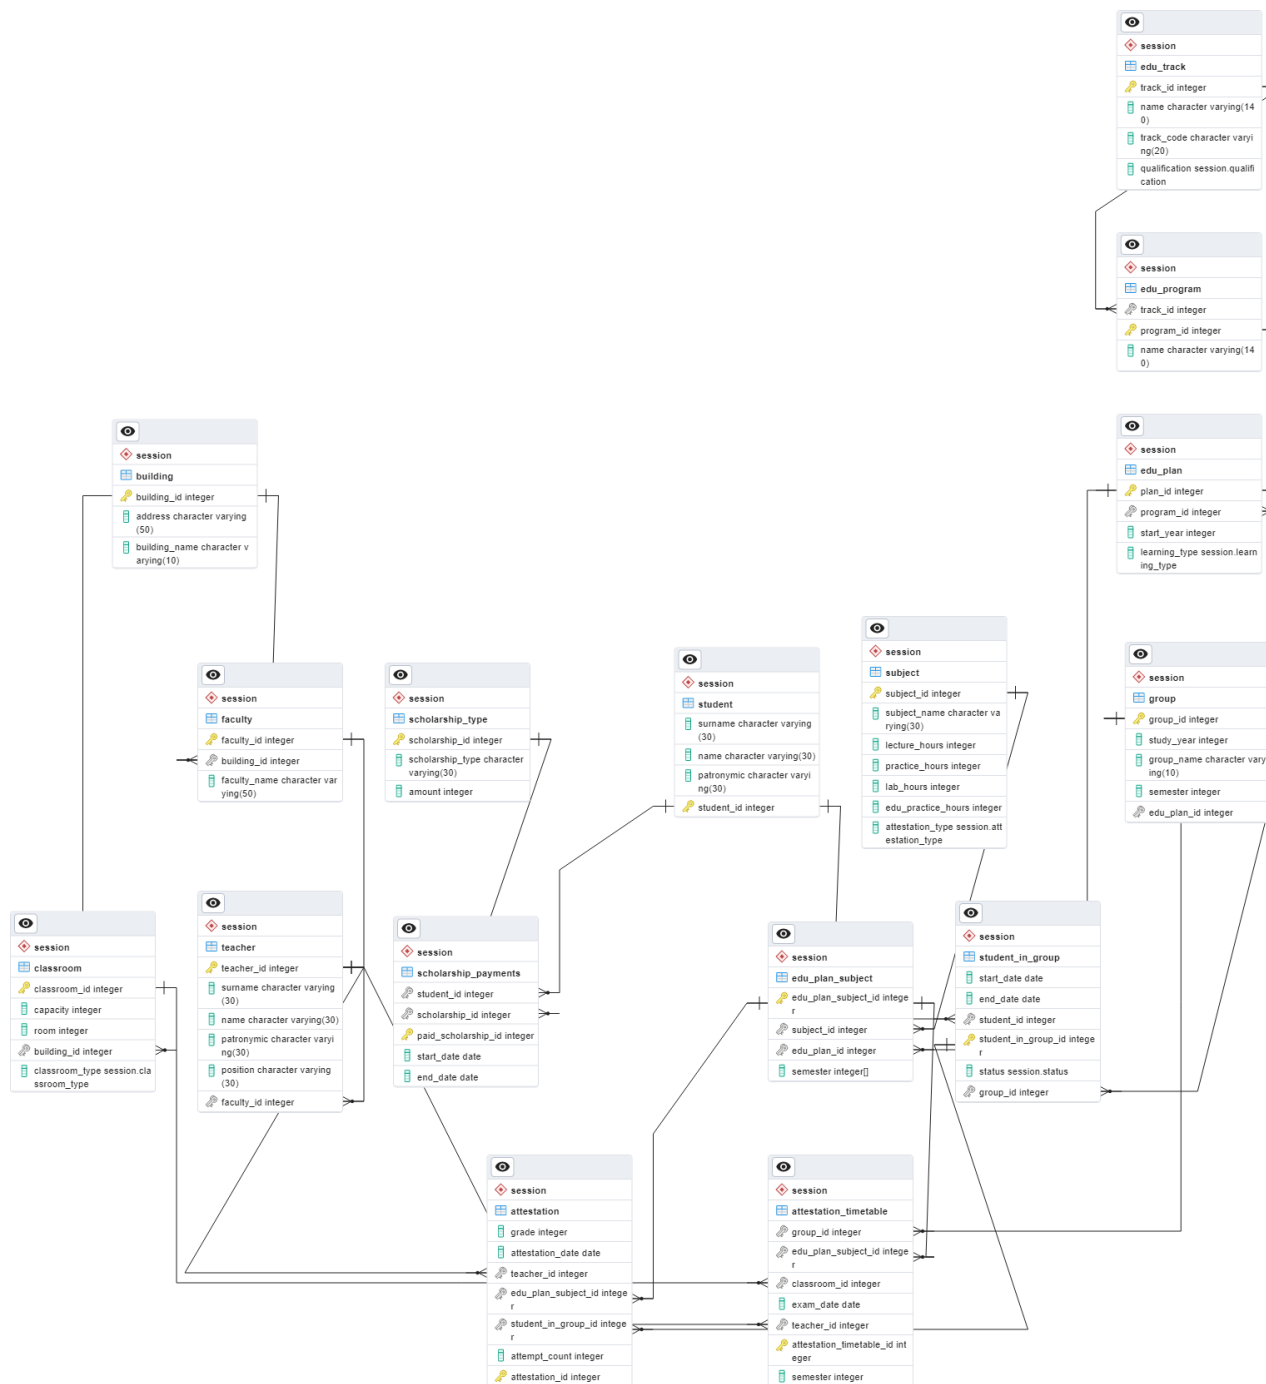 session
edu_track
track_id integer
name character varying(14
0)
track_code character varyi
ng(20)
qualification session.qualifi
cation
session
edu_program
track_id integer
program_id integer
name character varying(14
0)
session
edu_plan
plan_id integer
program_id integer
start_year integer
learning_type session.learn
ing_type
session
building
building_id integer
address character varying
(50)
building_name character v
arying(10)
session
faculty
faculty_id integer
building_id integer
faculty_name character var
ying(50)
session
scholarship_type
scholarship_id integer
scholarship_type character
varying(30)
amount integer
session
student
surname character varying
(30)
name character varying(30)
patronymic character varyi
ng(30)
student_id integer
session
subject
subject_id integer
subject_name character va
rying(30)
lecture_hours integer
practice_hours integer
lab_hours integer
edu_practice_hours integer
attestation_type session.att
estation_type
session
group
group_id integer
study_year integer
group_name character vary
ing(10)
semester integer
edu_plan_id integer
session
classroom
classroom_id integer
capacity integer
room integer
building_id integer
classroom_type session.cla
ssroom_type
session
teacher
teacher_id integer
surname character varying
(30)
name character varying(30)
patronymic character varyi
ng(30)
position character varying
(30)
faculty_id integer
session
scholarship_payments
student_id integer
scholarship_id integer
paid_scholarship_id integer
start_date date
end_date date
session
edu_plan_subject
edu_plan_subject_id intege
r
subject_id integer
edu_plan_id integer
semester integer[]
session
student_in_group
start_date date
end_date date
student_id integer
student_in_group_id intege
r
status session.status
group_id integer
session
attestation
grade integer
attestation_date date
teacher_id integer
edu_plan_subject_id intege
r
student_in_group_id intege
r
attempt_count integer
attestation_id integer
session
attestation_timetable
group_id integer
edu_plan_subject_id intege
r
classroom_id integer
exam_date date
teacher_id integer
attestation_timetable_id int
eger
semester integer